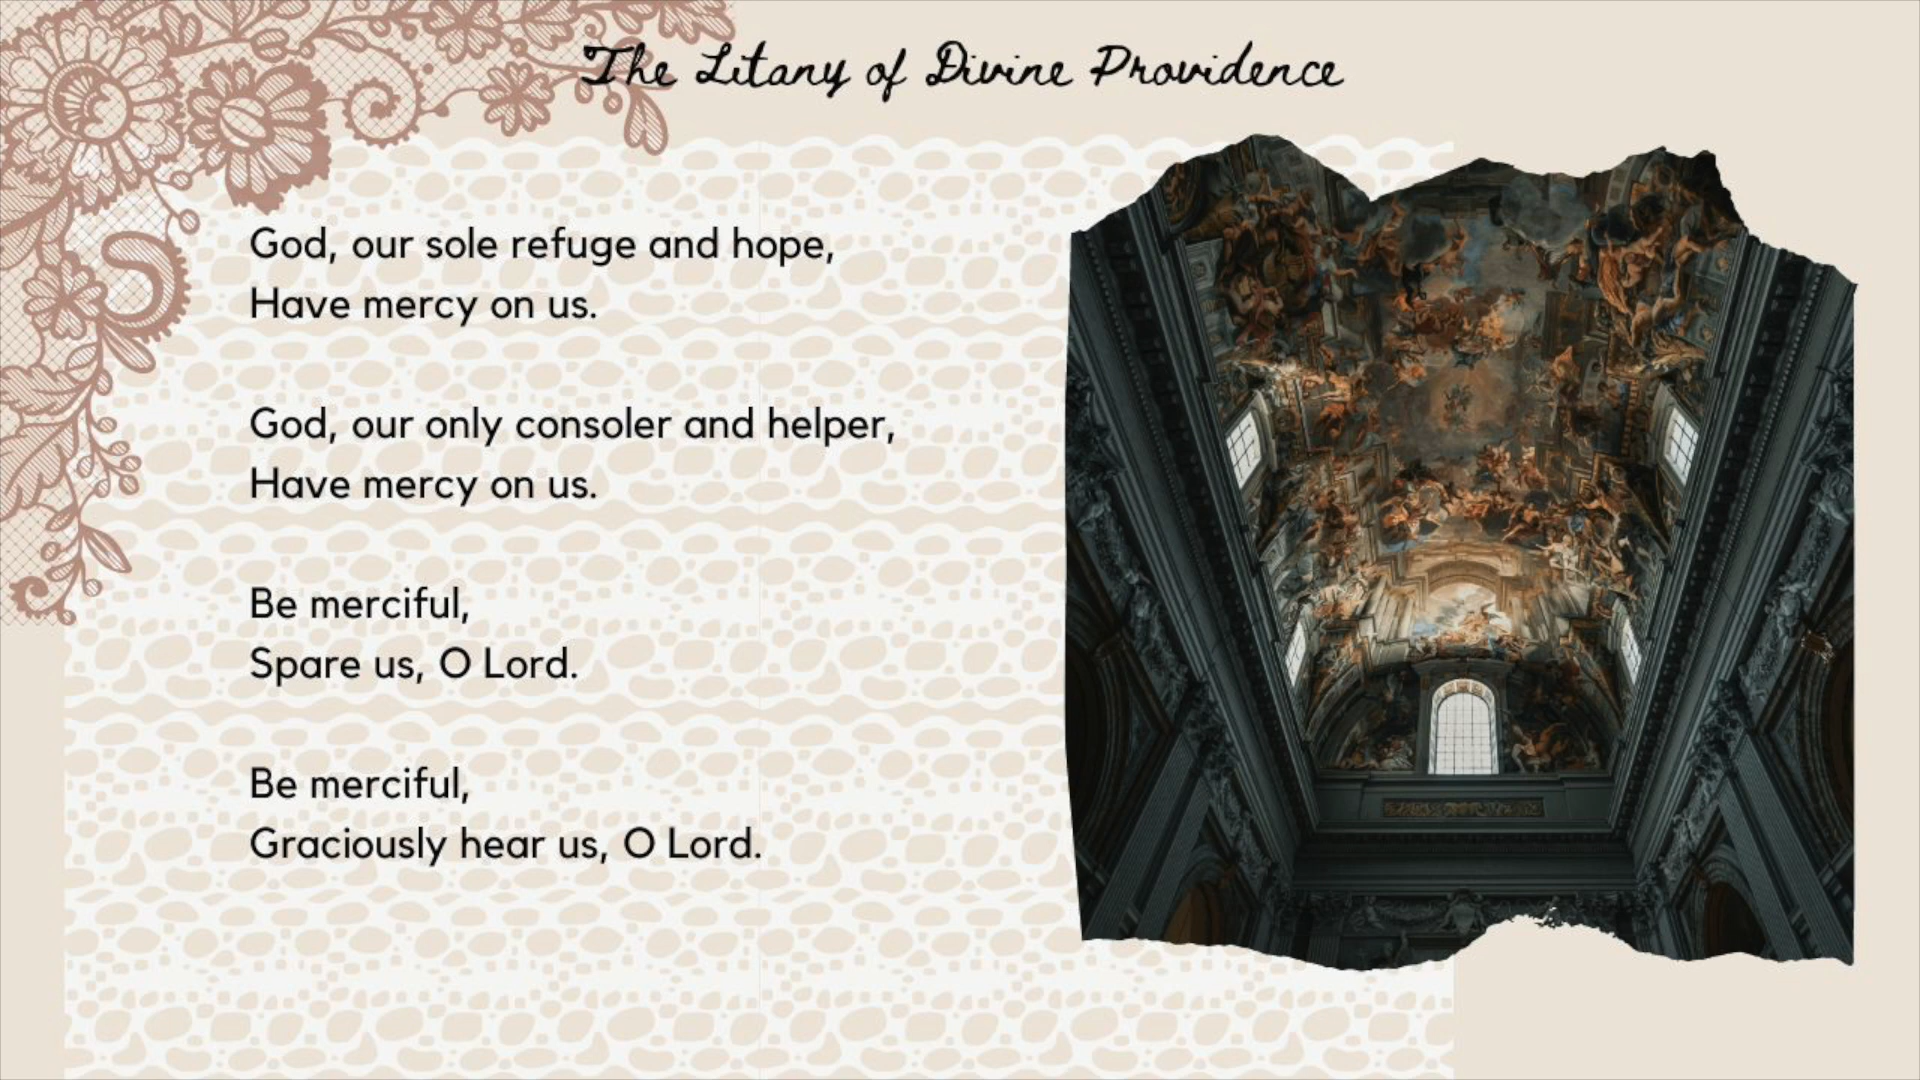 The Litany of Divine Providence
God, our sole refuge and hope,
Have mercy on us.
God, our only consoler and helper,
Have mercy on us.
Be merciful,
Spare us, O Lord.
Be merciful,
Graciously hear us, O Lord.